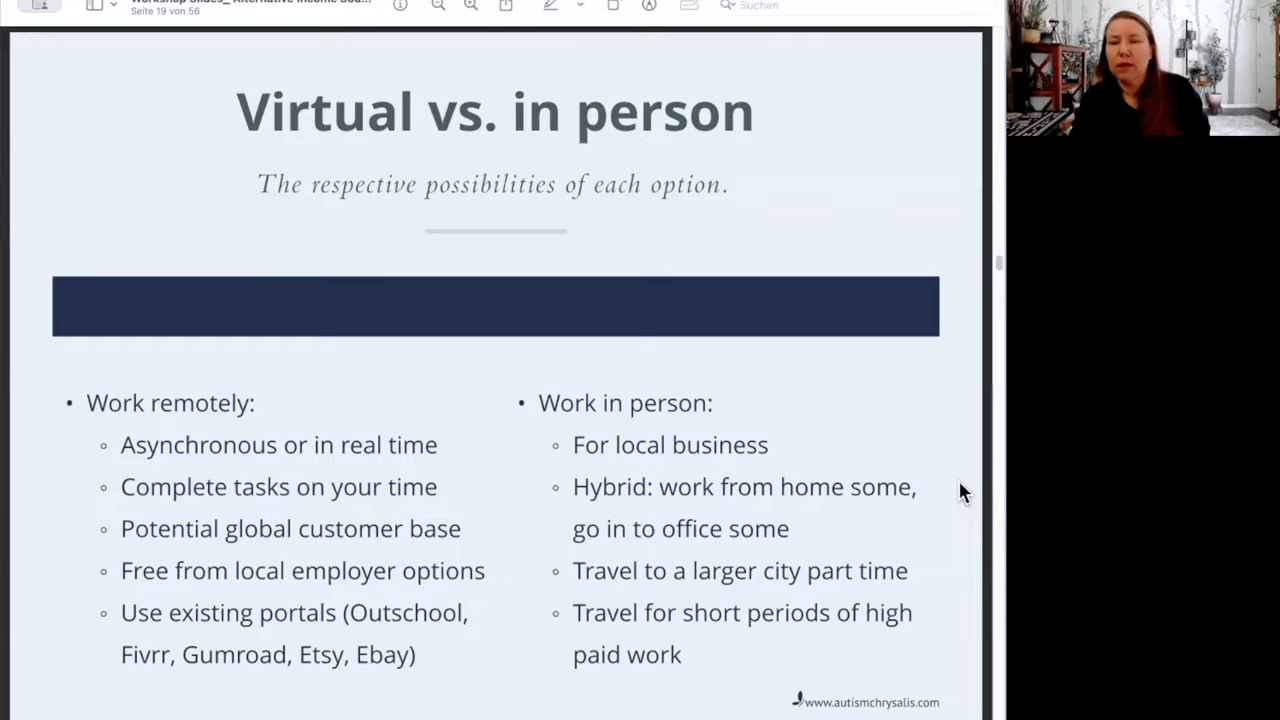 Workshop Slides_ Alternative Income Sou...
Seite 19 von 56
Suchen
Virtual vs. in person
The respective possibilities of each option.
• Work remotely:
◦ Asynchronous or in real time
◦ Complete tasks on your time
◦ Potential global customer base
◦ Free from local employer options
◦ Use existing portals (Outschool,
Fivrr, Gumroad, Etsy, Ebay)
• Work in person:
◦ For local business
◦ Hybrid: work from home some,
go in to office some
◦ Travel to a larger city part time
◦ Travel for short periods of high
paid work
www.autismchrysalis.com